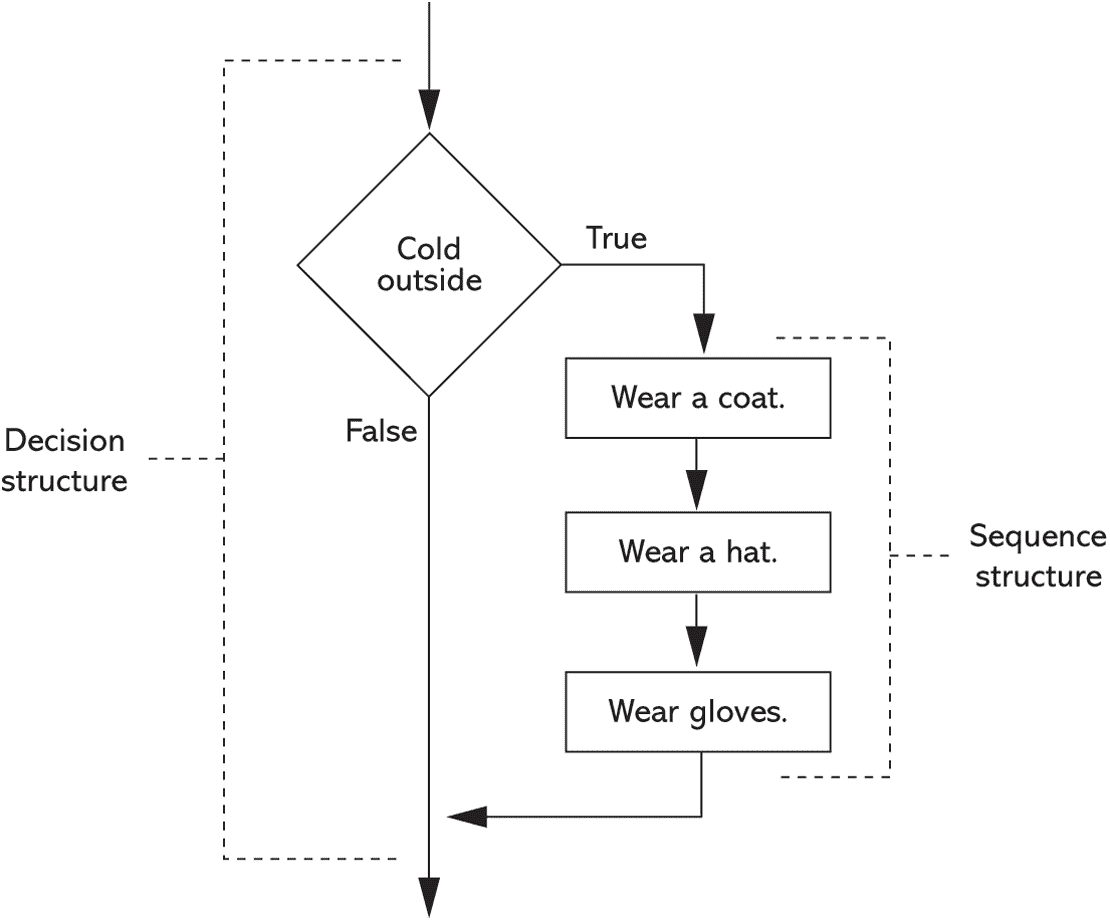 Cold
outside
True
False
Decision
structure
Wear a coat.
Wear a hat.
Wear gloves.
Sequence
structure